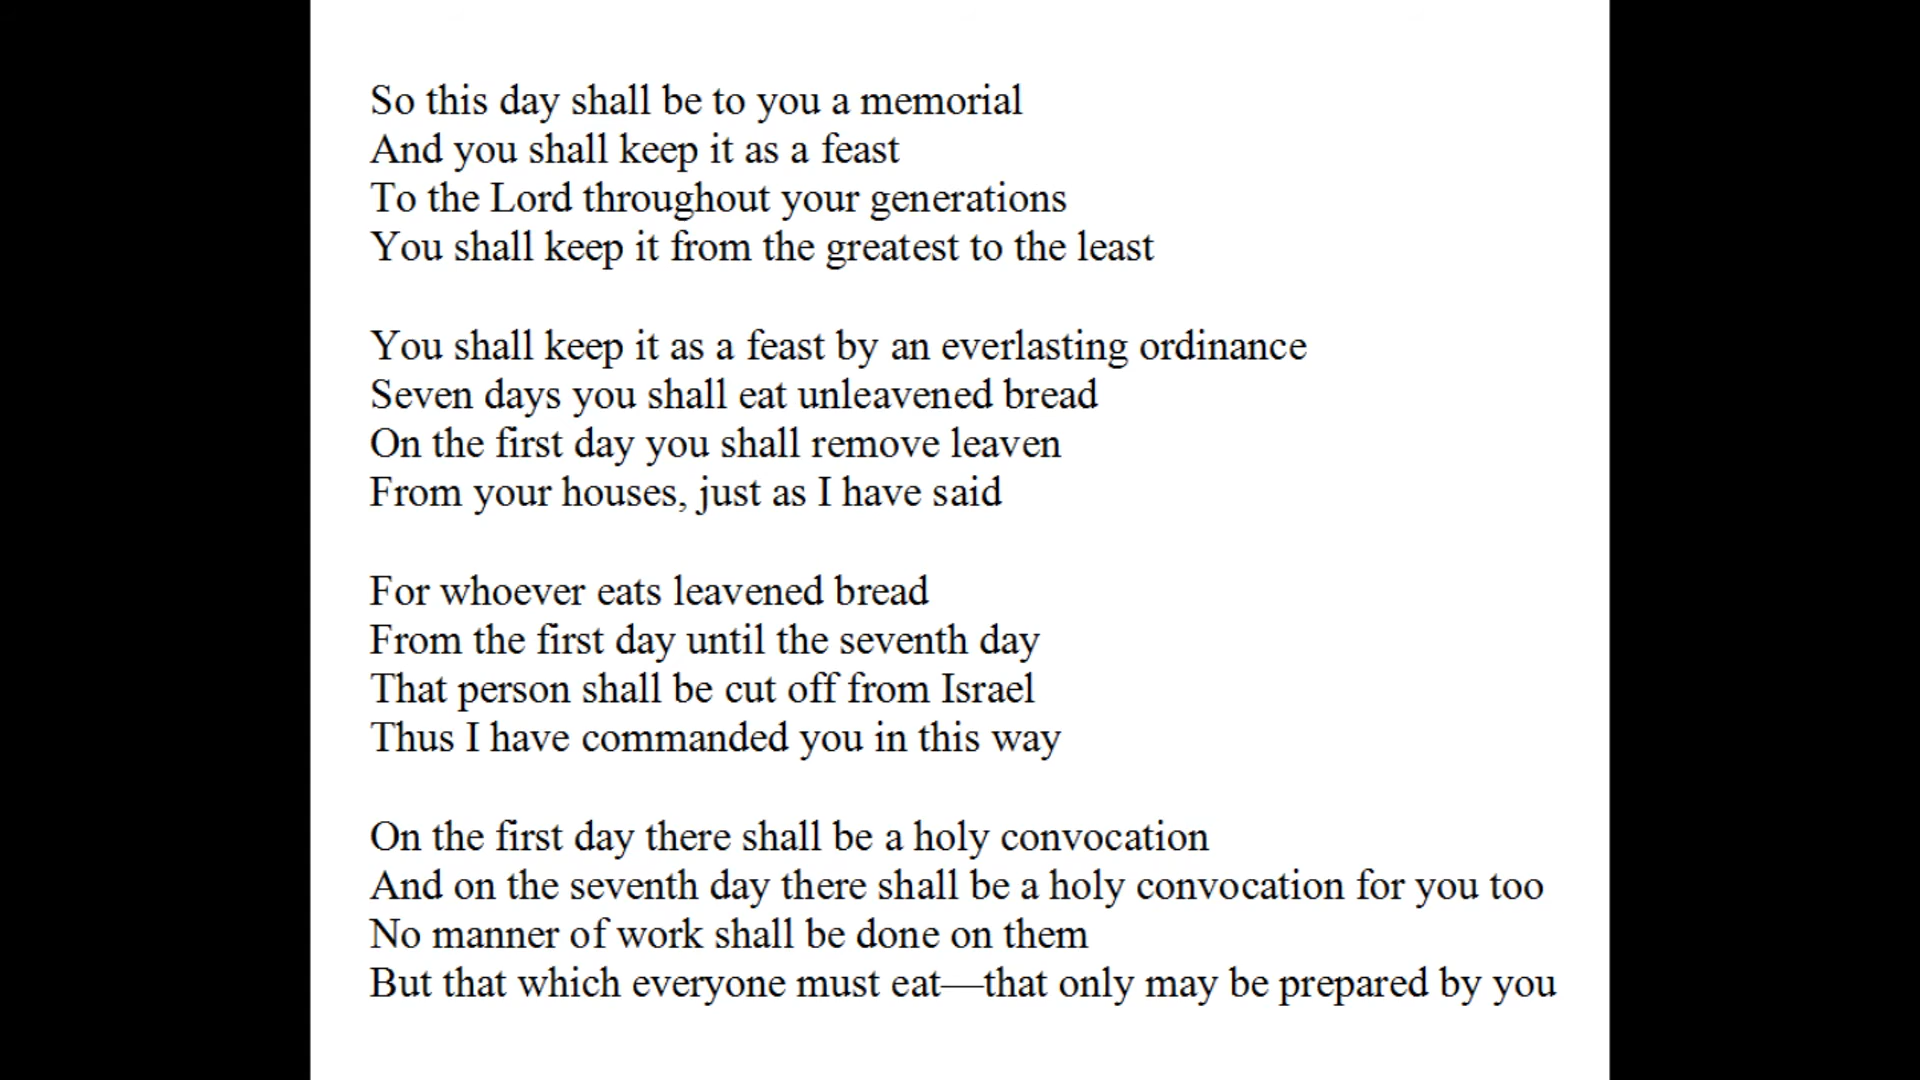 So this day shall be to you a memorial
And you shall keep it as a feast
To the Lord throughout your generations
You shall keep it from the greatest to the least
You shall keep it as a feast by an everlasting ordinance
Seven days you shall eat unleavened bread
On the first day you shall remove leaven
From your houses, just as I have said
For whoever eats leavened bread
From the first day until the seventh day
That person shall be cut off from Israel
Thus I have commanded you in this way
On the first day there shall be a holy convocation
And on the seventh day there shall be a holy convocation for you too
No manner of work shall be done on them
But that which everyone must eat—that only may be prepared by you